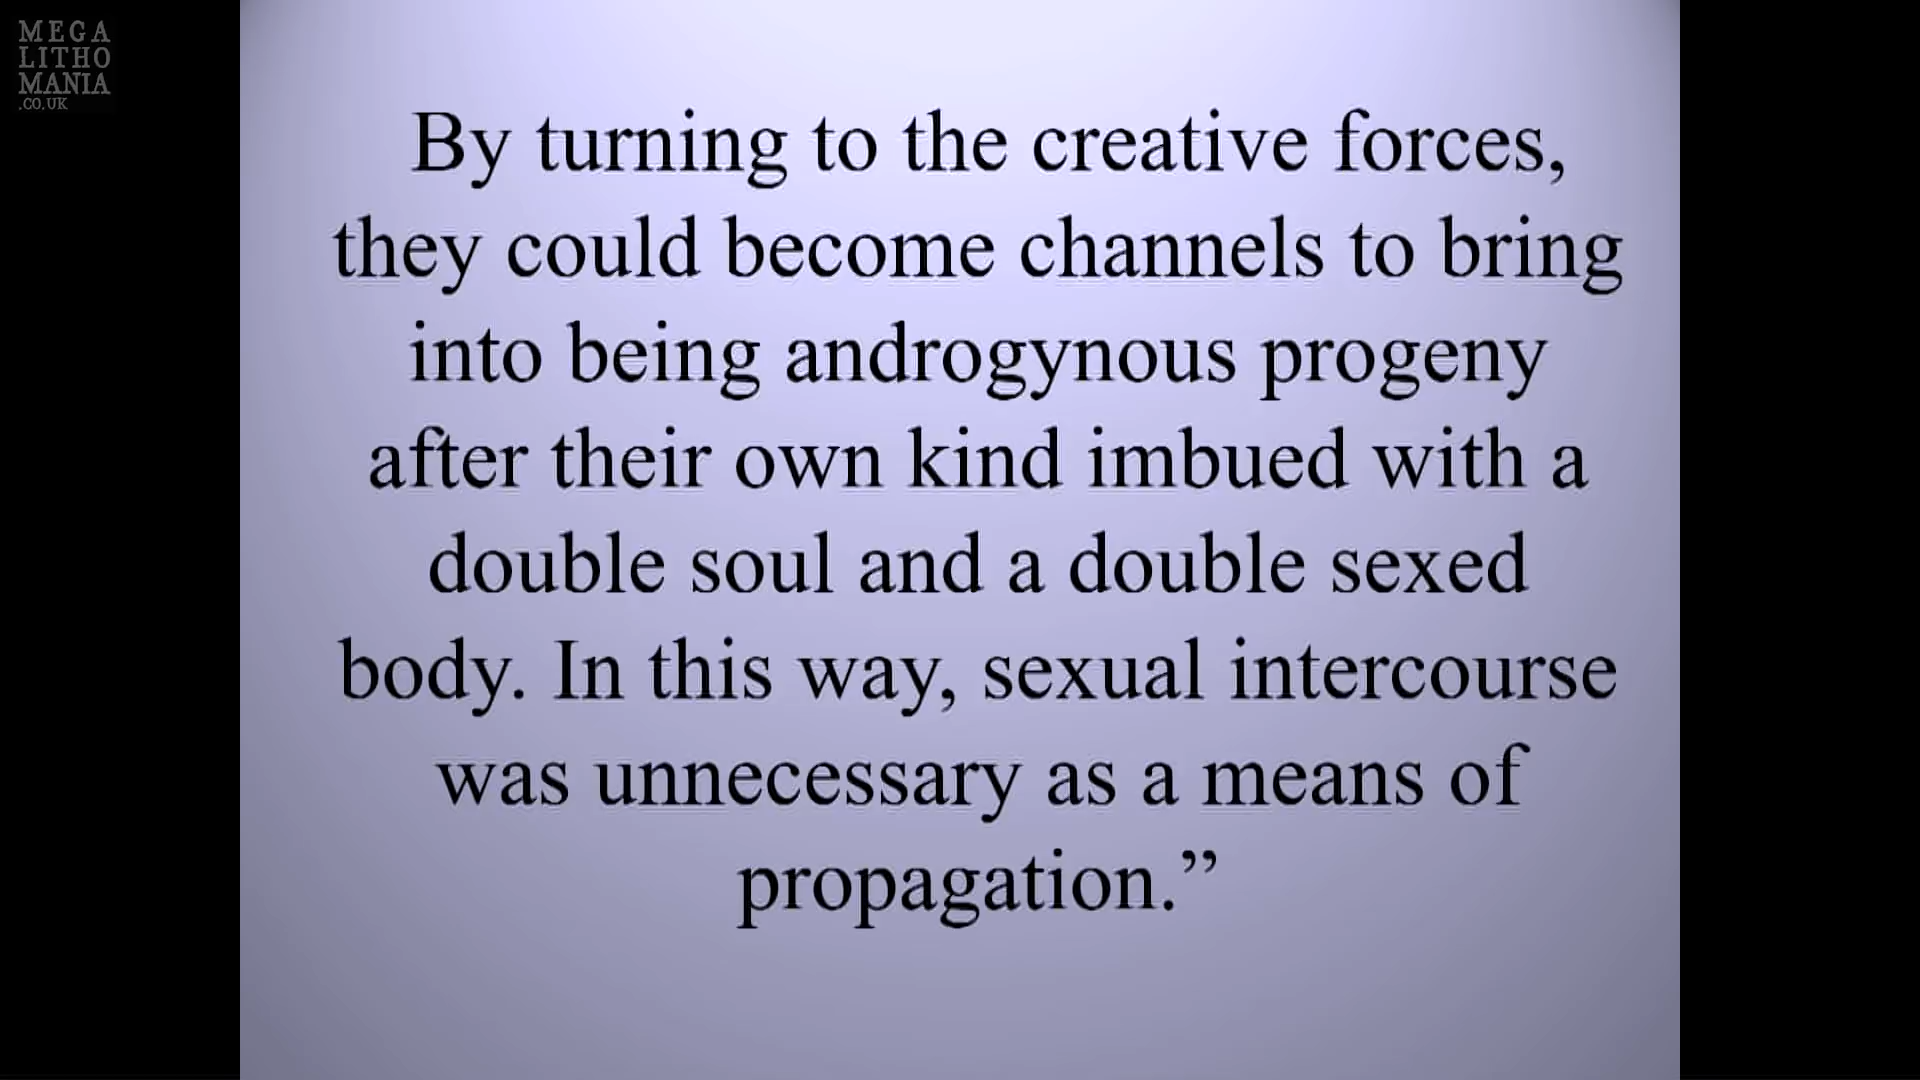 MEGA
LITHO
MANIA
.CO.UK
By turning to the creative forces,
they could become channels to bring
into being androgynous progeny
after their own kind imbued with a
double soul and a double sexed
body. In this way, sexual intercourse
was unnecessary as a means of
propagation.”